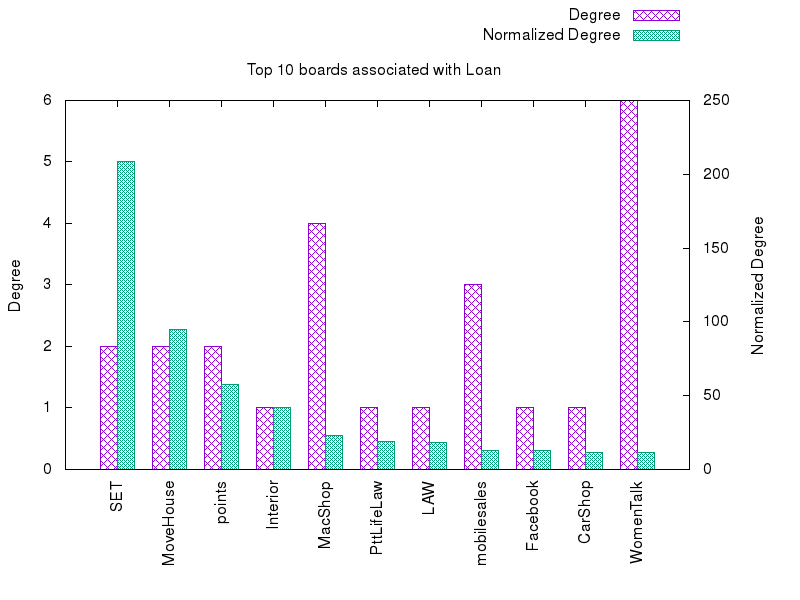 Degree
Normalized Degree
Top 10 boards associated with Loan
6
5
4
3
2
1
0
250
200
150
100
50
0
Degree
Normalized Degree
SET
MoveHouse
points
Interior
MacShop
PttLifeLaw
LAW
mobilesales
Facebook
CarShop
WomenTalk